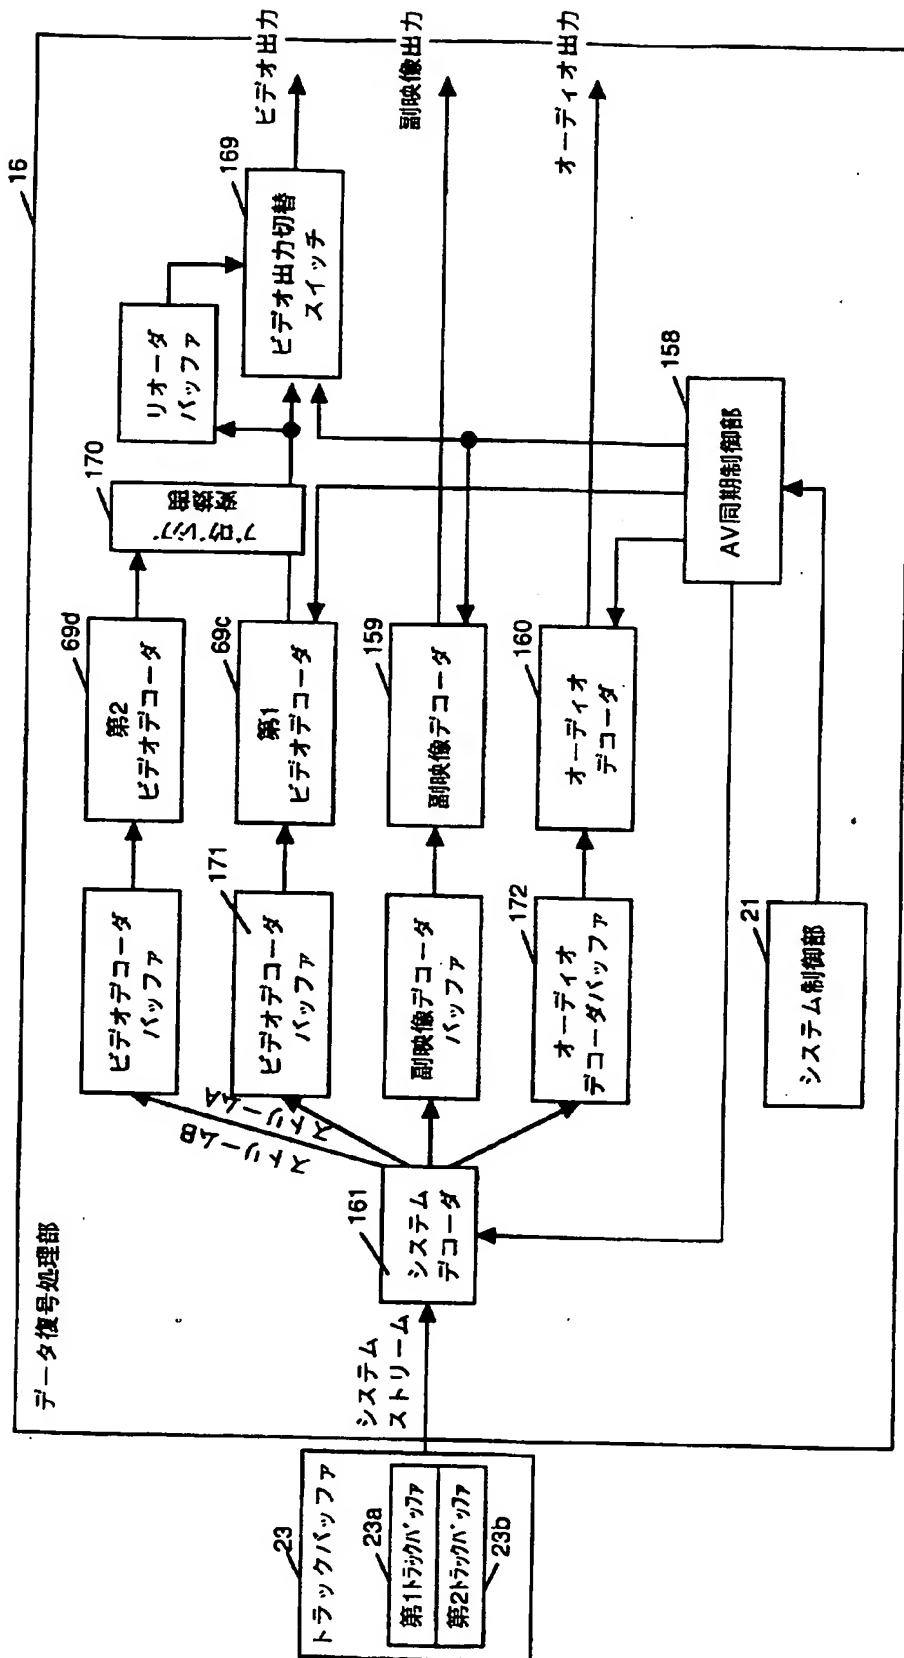 データ復号処理部
16
23
トラックバッファ
23a
第1トラックバッファ
第2トラックバッファ
23b
システム
ストリーム
161
システム
デコーダ
ストリームB
ストリームA
ビデオデコーダ
バッファ
171
ビデオデコーダ
バッファ
副映像デコーダ
バッファ
172
オーディオ
デコーダバッファ
21
システム制御部
69d
第2
ビデオデコーダ
69c
第1
ビデオデコーダ
159
副映像デコーダ
160
オーディオ
デコーダ
158
AV同期制御部
170
変換部
リオーダ
バッファ
169
ビデオ出力切替
スイッチ
ビデオ出力
副映像出力
オーディオ出力